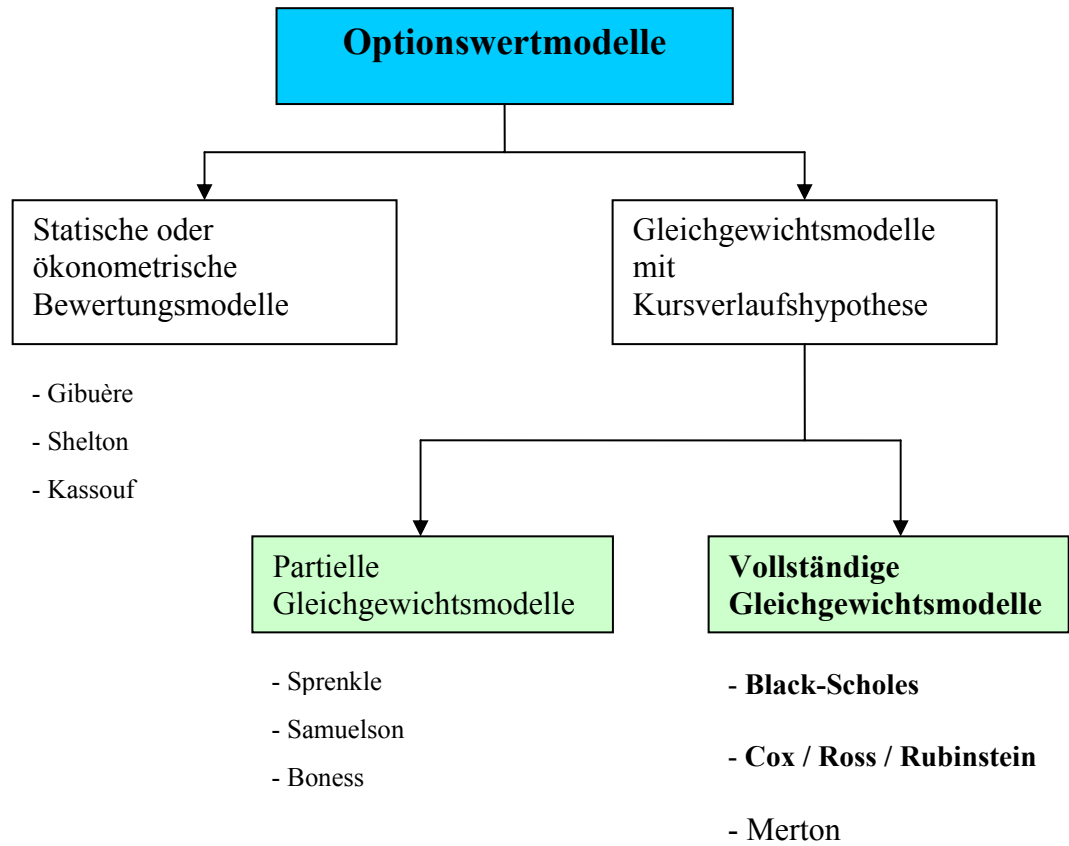 Optionswertmodelle
Statische oder
ökonometrische
Bewertungsmodelle
Gleichgewichtsmodelle
mit
Kursverlaufshypothese
- Gibuère
- Shelton
- Kassouf
Partielle
Gleichgewichtsmodelle
Vollständige
Gleichgewichtsmodelle
- Sprenkle
- Samuelson
- Boness
- Black-Scholes
- Cox / Ross / Rubinstein
- Merton